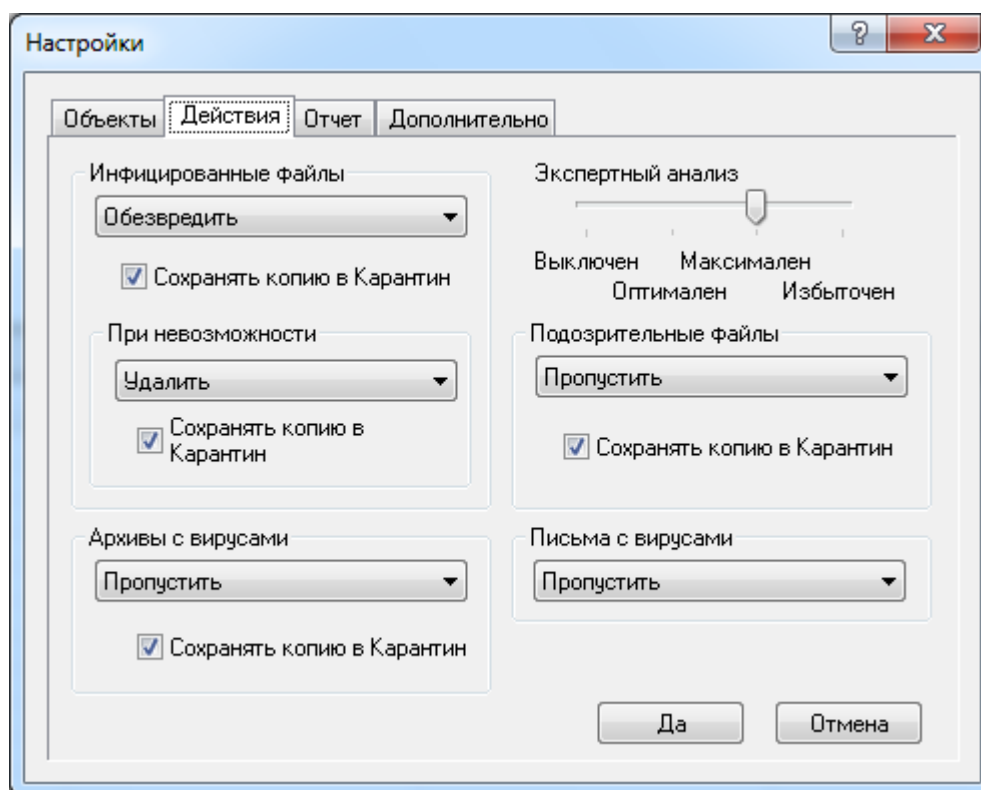 Настройки
Объекты Действия Отчет Дополнительно
Инфицированные файлы
Обезвредить
Сохранять копию в Карантин
При невозможности
Удалить
Сохранять копию в
Карантин
Экспертный анализ
Выключен Максимален
Оптимален Избыточен
Подозрительные файлы
Пропустить
Сохранять копию в Карантин
Архивы с вирусами
Пропустить
Сохранять копию в Карантин
Письма с вирусами
Пропустить
Да Отмена